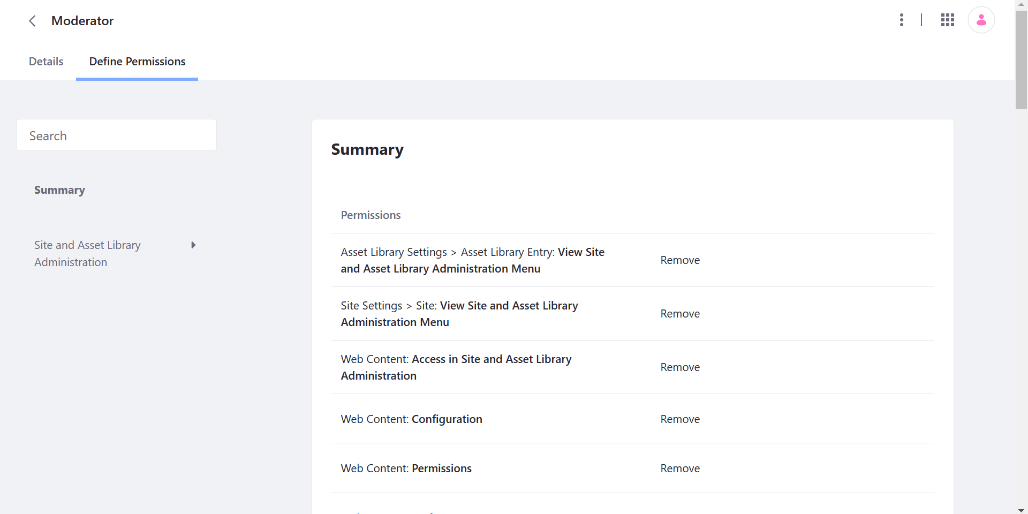 Moderator
Details
Define Permissions
Search
Summary
Site and Asset Library
Administration
Summary
Permissions
Asset Library Settings > Asset Library Entry: View Site
and Asset Library Administration Menu
Remove
Site Settings > Site: View Site and Asset Library
Administration Menu
Remove
Web Content: Access in Site and Asset Library
Administration
Remove
Web Content: Configuration
Remove
Web Content: Permissions
Remove